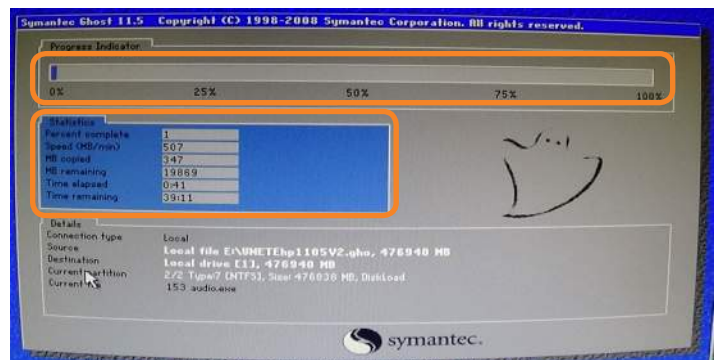 Symantec Ghost 11.5 Copyright (C) 1998-2008 Symantec Corporation. All rights reserved.
Progress Indicator
0% 25% 50% 75% 100%
Statistics
Percent complete 1
Speed (MB/min) 507
MB copied 347
MB remaining 19869
Time elapsed 0:41
Time remaining 39:11
Details
Connection type Local
Source Local file E:\UNETEhp1105V2.gho, 476940 MB
Destination Local drive [1], 476940 MB
Current partition 2/2 Type:7 [NTFS], Size: 476838 MB, DiskLoad
Current 153 audio.exe
symantec.